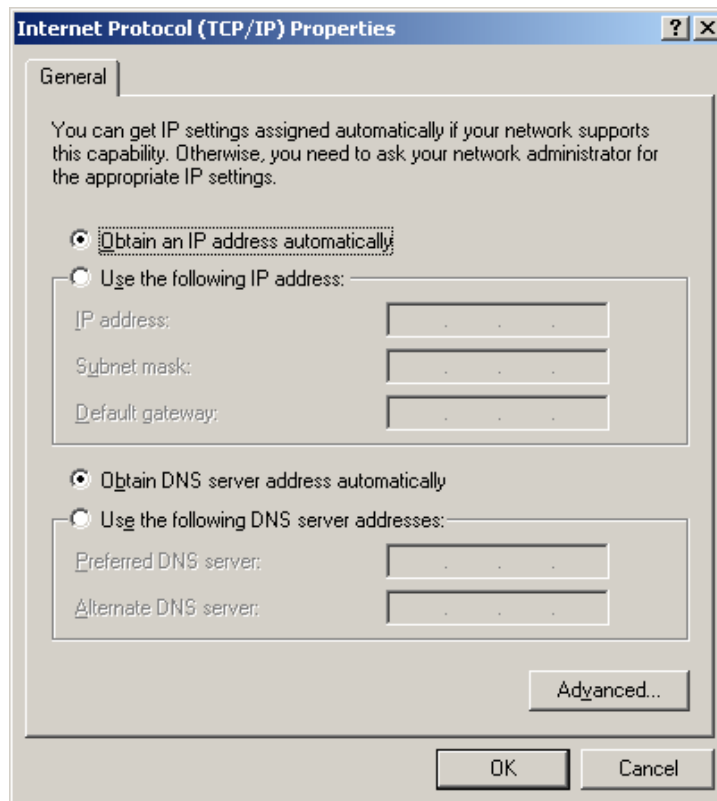 Internet Protocol (TCP/IP) Properties
General
You can get IP settings assigned automatically if your network supports
this capability. Otherwise, you need to ask your network administrator for
the appropriate IP settings.
Obtain an IP address automatically
Use the following IP address:
IP address:
Subnet mask:
Default gateway:
Obtain DNS server address automatically
Use the following DNS server addresses:
Preferred DNS server:
Alternate DNS server:
Advanced...
OK Cancel